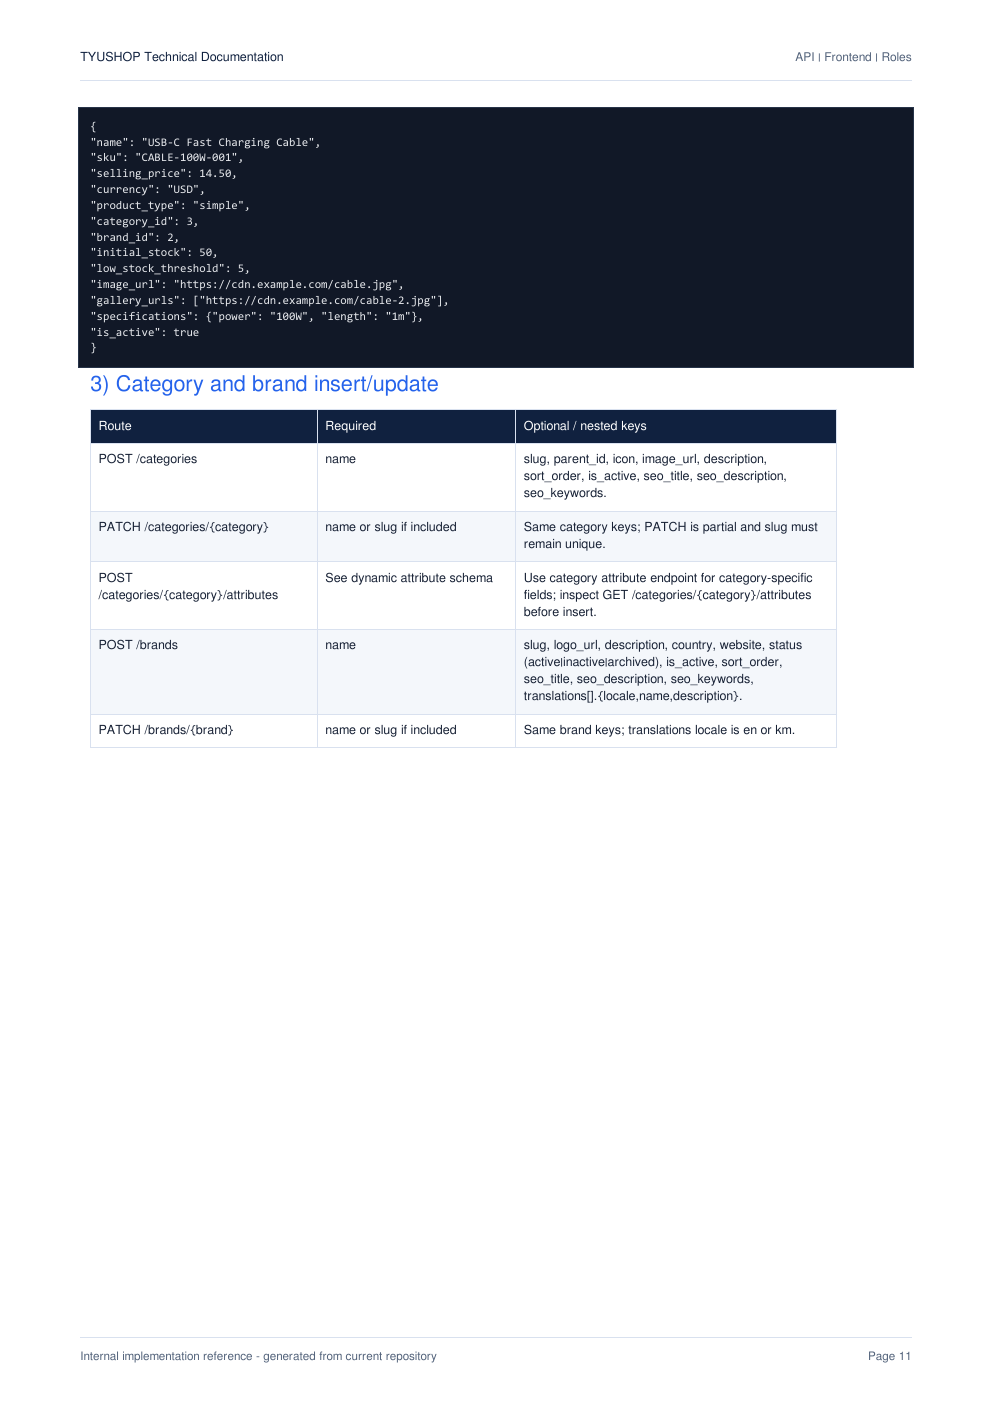 TYUSHOP Technical Documentation
API | Frontend | Roles
{
"name": "USB-C Fast Charging Cable",
"sku": "CABLE-100W-001",
"selling_price": 14.50,
"currency": "USD",
"product_type": "simple",
"category_id": 3,
"brand_id": 2,
"initial_stock": 50,
"low_stock_threshold": 5,
"image_url": "https://cdn.example.com/cable.jpg",
"gallery_urls": ["https://cdn.example.com/cable-2.jpg"],
"specifications": {"power": "100W", "length": "1m"},
"is_active": true
}
3) Category and brand insert/update
Route
Required
Optional / nested keys
POST /categories
name
slug, parent_id, icon, image_url, description,
sort_order, is_active, seo_title, seo_description,
seo_keywords.
PATCH /categories/{category}
name or slug if included
Same category keys; PATCH is partial and slug must
remain unique.
POST
/categories/{category}/attributes
See dynamic attribute schema
Use category attribute endpoint for category-specific
fields; inspect GET /categories/{category}/attributes
before insert.
POST /brands
name
slug, logo_url, description, country, website, status
(active|inactive|archived), is_active, sort_order,
seo_title, seo_description, seo_keywords,
translations[].{locale,name,description}.
PATCH /brands/{brand}
name or slug if included
Same brand keys; translations locale is en or km.
Internal implementation reference - generated from current repository
Page 11